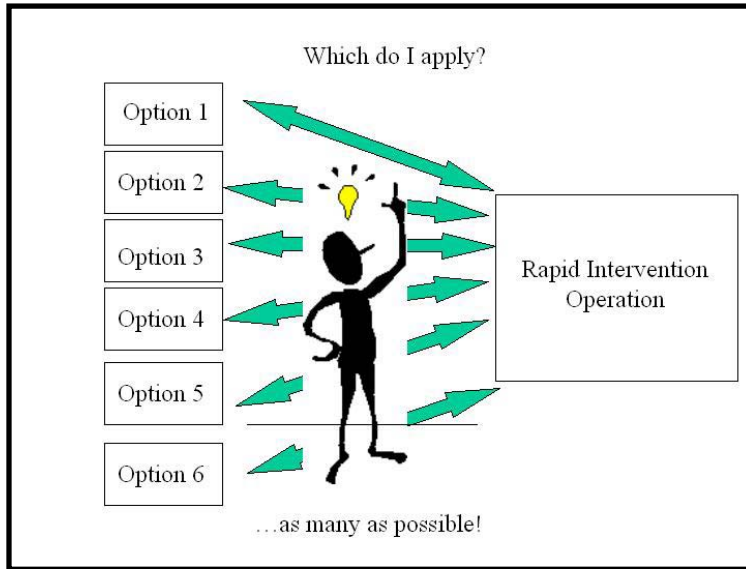 Which do I apply?
Option 1
Option 2
Option 3
Option 4
Option 5
Option 6
Rapid Intervention
Operation
…as many as possible!